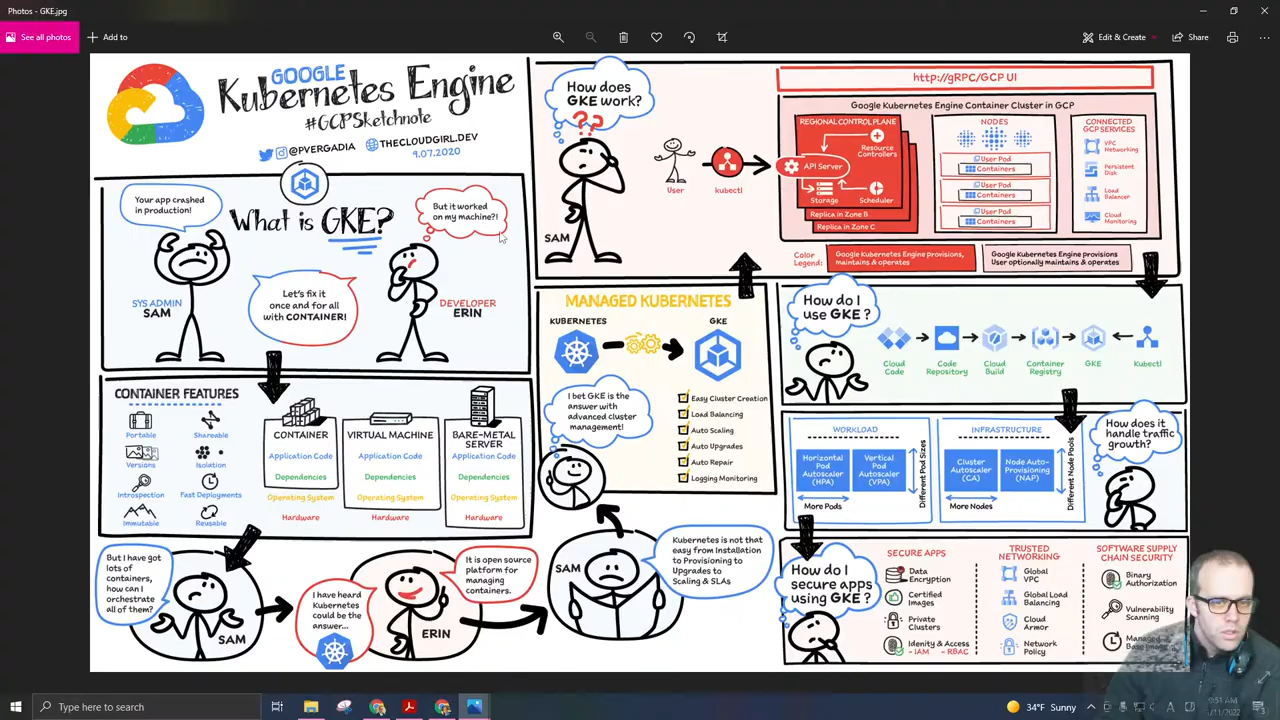 Photos - GKE.jpg
See all photos
Add to
Edit & Create
Share
GOOGLE
Kubernetes Engine
#GCPSketchnote
@PVERGADIA
THECLOUDGIRL.DEV
9.07.2020
Your app crashed
in production!
What is GKE?
But it worked
on my machine?!
SYS ADMIN
SAM
Let's fix it
once and for all
with CONTAINER!
DEVELOPER
ERIN
CONTAINER FEATURES
Portable
Shareable
Versions
Isolation
Introspection
Fast Deployments
Immutable
Reusable
CONTAINER
Application Code
Dependencies
Operating System
Hardware
VIRTUAL MACHINE
Application Code
Dependencies
Operating System
Hardware
BARE-METAL
SERVER
Application Code
Dependencies
Operating System
Hardware
But I have got
lots of
containers,
how can I
orchestrate
all of them?
SAM
I have heard
Kubernetes
could be the
answer...
It is open source
platform for
managing
containers.
ERIN
SAM
Kubernetes is not that
easy from Installation
to Provisioning to
Upgrades to
Scaling & SLAs
MANAGED KUBERNETES
KUBERNETES
GKE
I bet GKE is the
answer with
advanced cluster
management!
Easy Cluster Creation
Load Balancing
Auto Scaling
Auto Upgrades
Auto Repair
Logging Monitoring
How does
GKE work?
???
SAM
User
kubectl
http://gRPC/GCP UI
Google Kubernetes Engine Container Cluster in GCP
REGIONAL CONTROL PLANE
Resource
Controllers
API Server
Storage
Scheduler
Replica in Zone B
Replica in Zone C
NODES
User Pod
Containers
User Pod
Containers
User Pod
Containers
CONNECTED
GCP SERVICES
VPC
Networking
Persistent
Disk
Load
Balancer
Cloud
Monitoring
Color
Legend:
Google Kubernetes Engine provisions,
maintains & operates
Google Kubernetes Engine provisions
User optionally maintains & operates
How do I
use GKE ?
Cloud
Code
Code
Repository
Cloud
Build
Container
Registry
GKE
Kubectl
WORKLOAD
Horizontal
Pod
Autoscaler
(HPA)
Vertical
Pod
Autoscaler
(VPA)
More Pods
Different Pod Sizes
INFRASTRUCTURE
Cluster
Autoscaler
(CA)
Node Auto-
Provisioning
(NAP)
More Nodes
Different Node Pools
How does it
handle traffic
growth?
How do I
secure apps
using GKE ?
SECURE APPS
Data
Encryption
Certified
Images
Private
Clusters
Idenity & Access
- IAM - RBAC
TRUSTED
NETWORKING
Global
VPC
Global Load
Balancing
Cloud
Armor
Network
Policy
SOFTWARE SUPPLY
CHAIN SECURITY
Binary
Authorization
Vulnerability
Scanning
Managed
Base
Type here to search
34°F Sunny
:51 AM